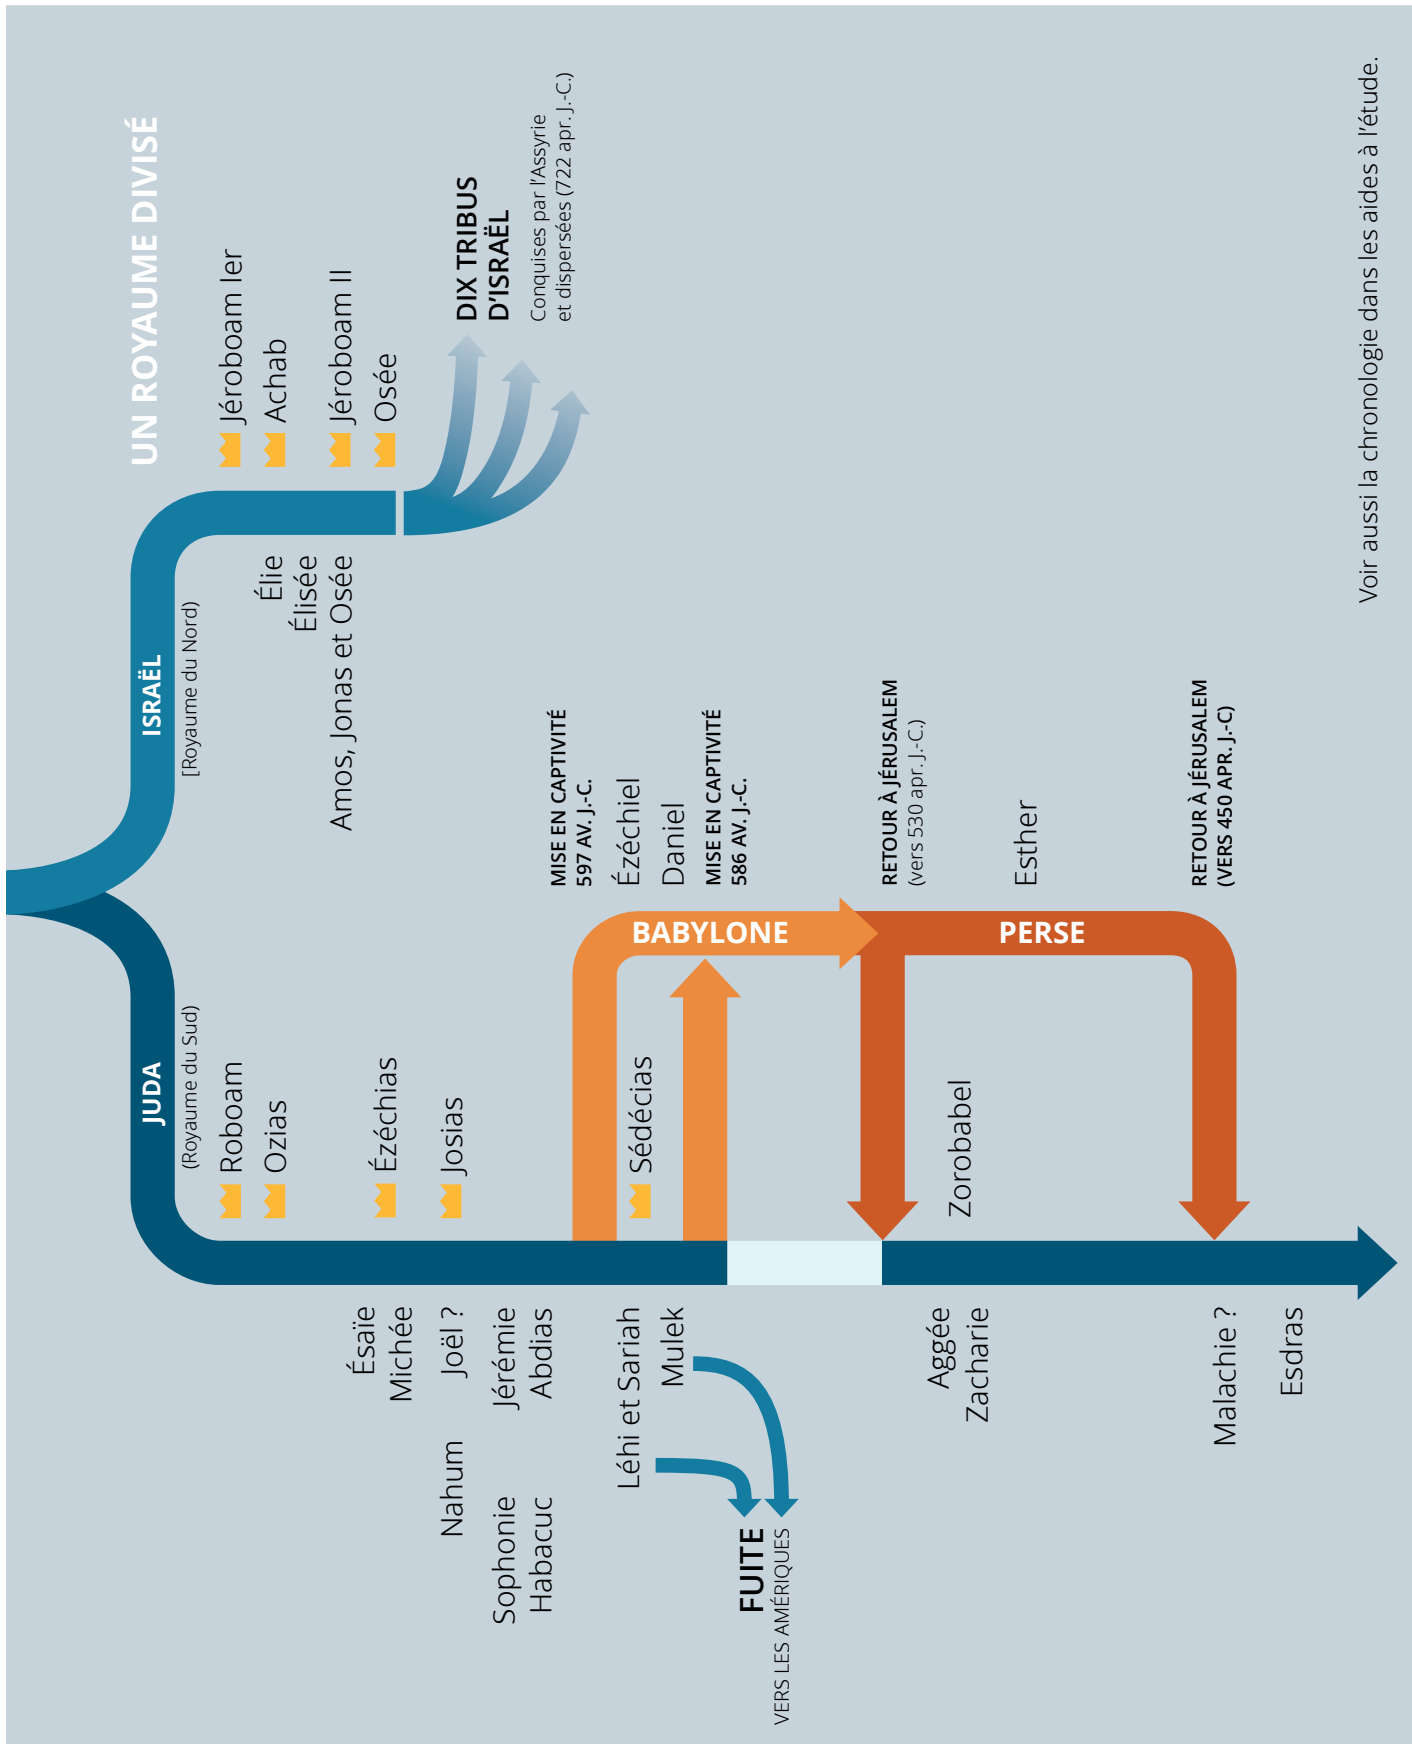 UN ROYAUME DIVISÉ
ISRAËL
[Royaume du Nord)
Jéroboam Ier
Achab
Jéroboam II
Osée
Élie
Élisée
Amos, Jonas et Osée
DIX TRIBUS
D'ISRAËL
Conquises par l'Assyrie
et dispersées (722 apr. J.-C.)
JUDA
(Royaume du Sud)
Roboam
Ozias
Ézéchias
Josias
Sédécias
Ésaïe
Michée
Joël ?
Nahum
Jérémie
Abdias
Sophonie
Habacuc
Léhi et Sariah
Mulek
FUITE
VERS LES AMÉRIQUES
MISE EN CAPTIVITÉ
597 AV. J.-C.
Ézéchiel
Daniel
MISE EN CAPTIVITÉ
586 AV. J.-C.
BABYLONE
RETOUR À JÉRUSALEM
(vers 530 apr. J.-C.)
PERSE
Esther
Zorobabel
Aggée
Zacharie
RETOUR À JÉRUSALEM
(VERS 450 APR. J.-C)
Malachie ?
Esdras
Voir aussi la chronologie dans les aides à l'étude.